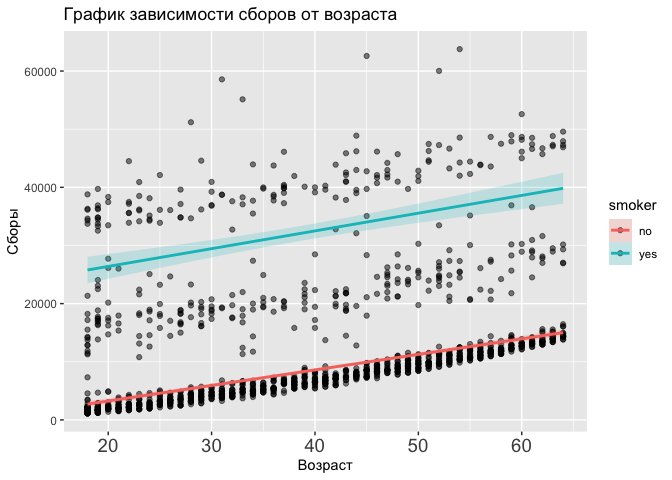 График зависимости сборов от возраста
60000
40000
20000
0
Сборы
20 30 40 50 60
Возраст
smoker
no
yes